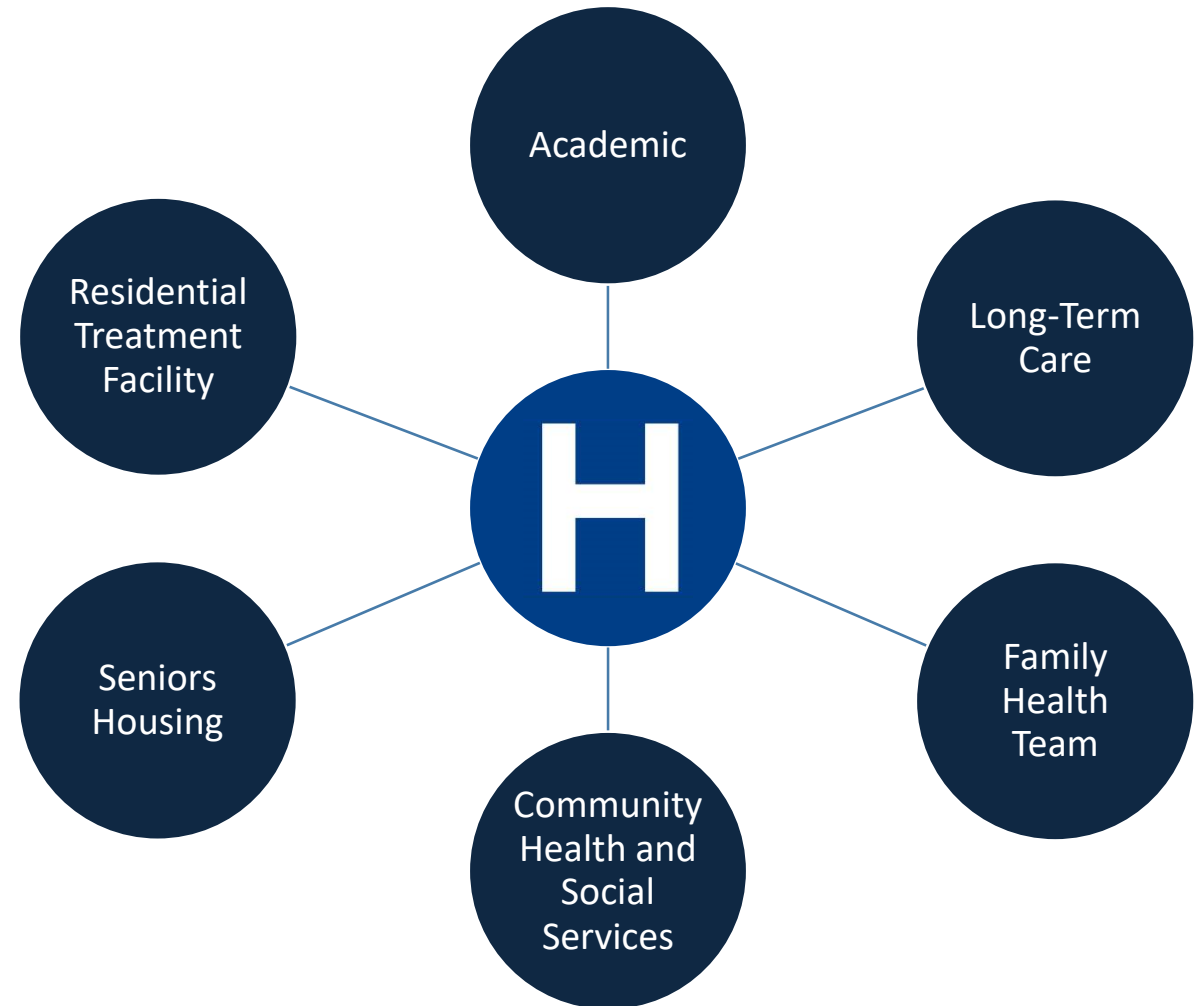 Academic
Residential
Treatment
Facility
Long-Term
Care
H
Seniors
Housing
Family
Health
Team
Community
Health and
Social
Services